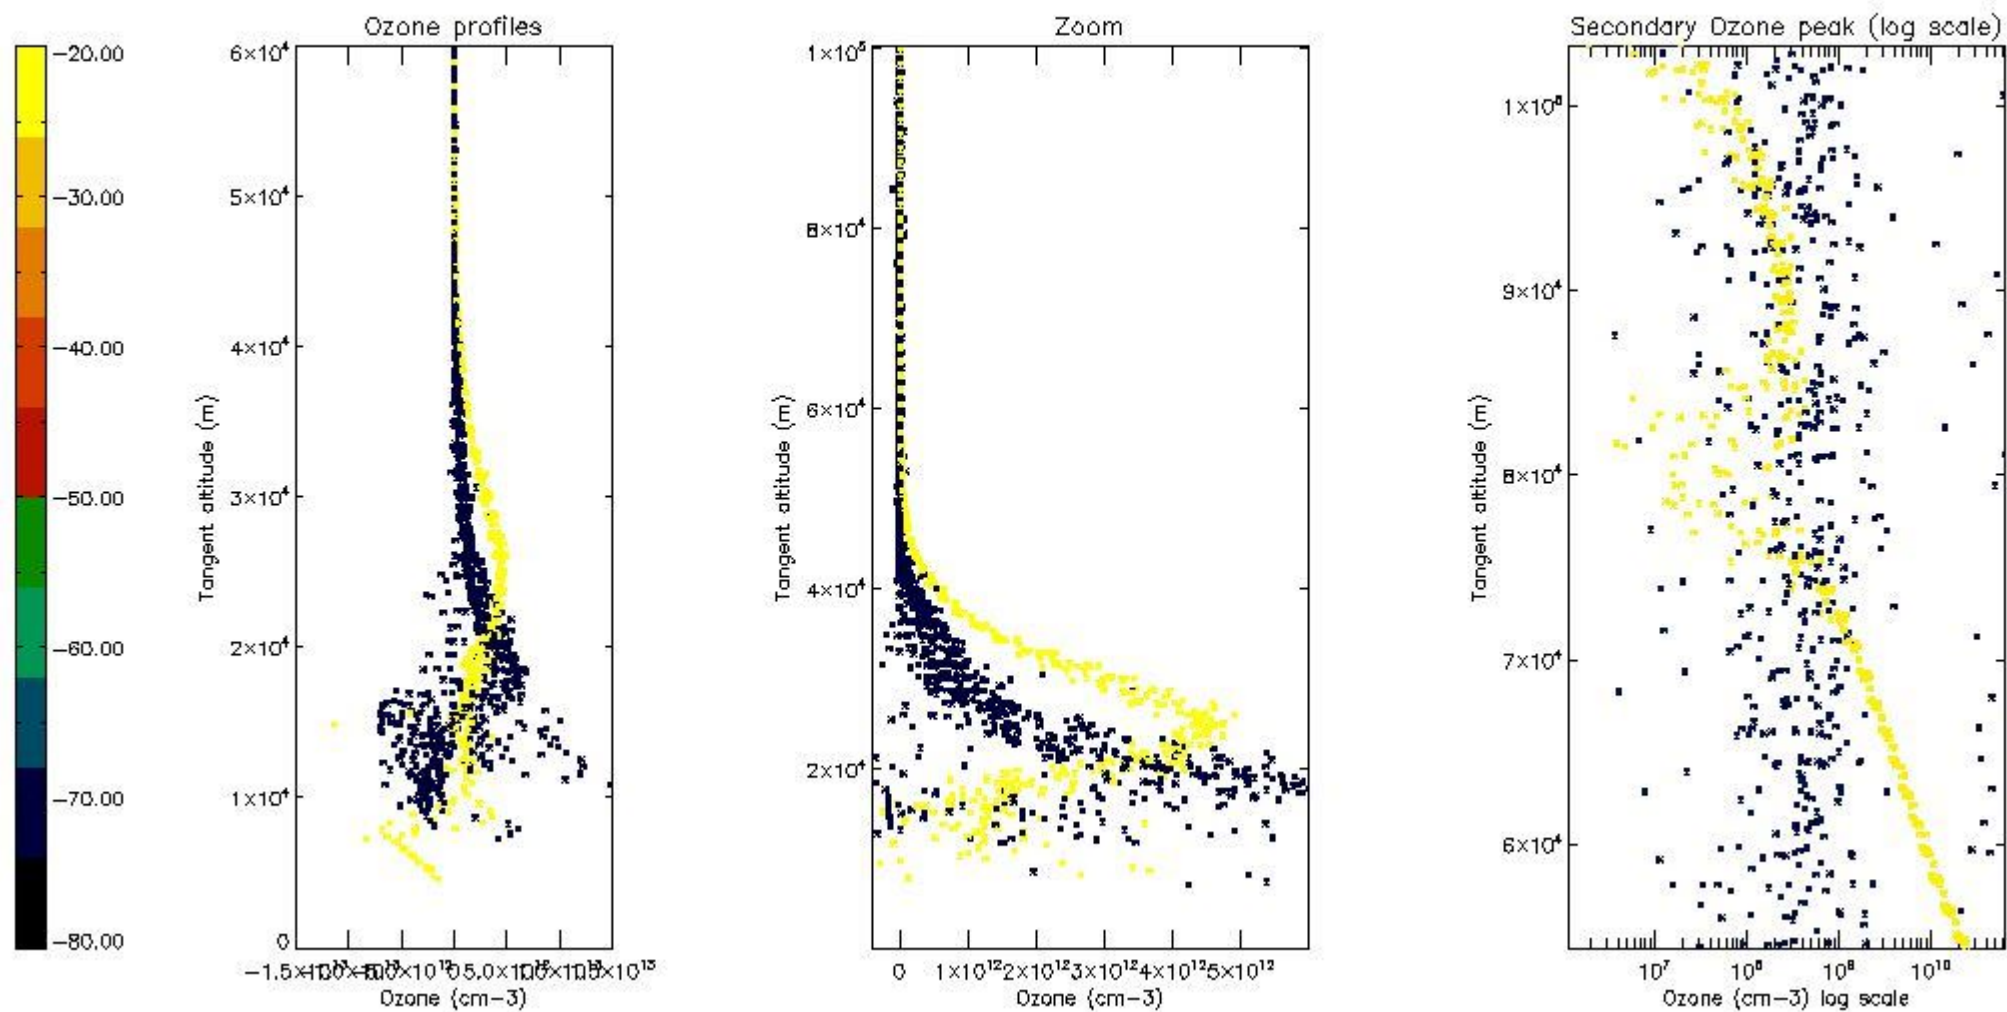 Ozone profiles
Zoom
Secondary Ozone peak (log scale)
-20.00
-30.00
-40.00
-50.00
-60.00
-70.00
-80.00
6×10⁴
5×10⁴
4×10⁴
3×10⁴
2×10⁴
1×10⁴
0
Tangent altitude (m)
Ozone (cm-3)
1×10⁵
8×10⁴
6×10⁴
4×10⁴
2×10⁴
Tangent altitude (m)
0 1×10¹² 2×10¹² 3×10¹² 4×10¹² 5×10¹²
Ozone (cm-3)
9×10⁴
8×10⁴
7×10⁴
6×10⁴
Tangent altitude (m)
10⁷ 10⁸ 10⁹ 10¹⁰
Ozone (cm-3) log scale